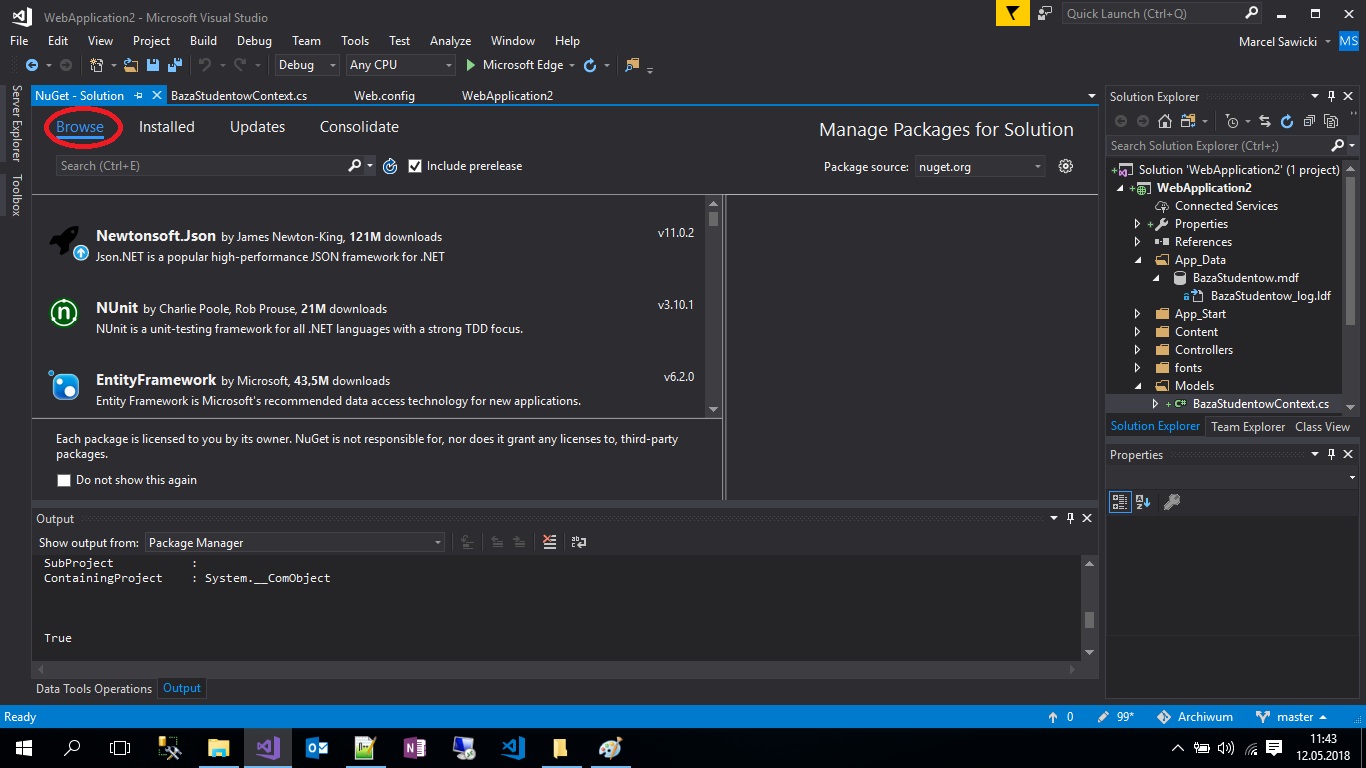 WebApplication2 - Microsoft Visual Studio
Quick Launch (Ctrl+Q)
File Edit View Project Build Debug Team Tools Test Analyze Window Help
Marcel Sawicki
MS
Debug
Any CPU
Microsoft Edge
Server Explorer
Toolbox
NuGet - Solution
BazaStudentowContext.cs
Web.config
WebApplication2
Browse
Installed
Updates
Consolidate
Manage Packages for Solution
Search (Ctrl+E)
Include prerelease
Package source: nuget.org
Newtonsoft.Json by James Newton-King, 121M downloads
v11.0.2
Json.NET is a popular high-performance JSON framework for .NET
NUnit by Charlie Poole, Rob Prouse, 21M downloads
v3.10.1
NUnit is a unit-testing framework for all .NET languages with a strong TDD focus.
EntityFramework by Microsoft, 43,5M downloads
v6.2.0
Entity Framework is Microsoft's recommended data access technology for new applications.
Each package is licensed to you by its owner. NuGet is not responsible for, nor does it grant any licenses to, third-party
packages.
Do not show this again
Output
Show output from: Package Manager
SubProject :
ContainingProject : System.__ComObject
True
Data Tools Operations
Output
Solution Explorer
Search Solution Explorer (Ctrl+;)
Solution 'WebApplication2' (1 project)
WebApplication2
Connected Services
Properties
References
App_Data
BazaStudentow.mdf
BazaStudentow_log.ldf
App_Start
Content
Controllers
fonts
Models
BazaStudentowContext.cs
Solution Explorer
Team Explorer
Class View
Properties
Ready
0
99*
Archiwum
master
11:43
12.05.2018